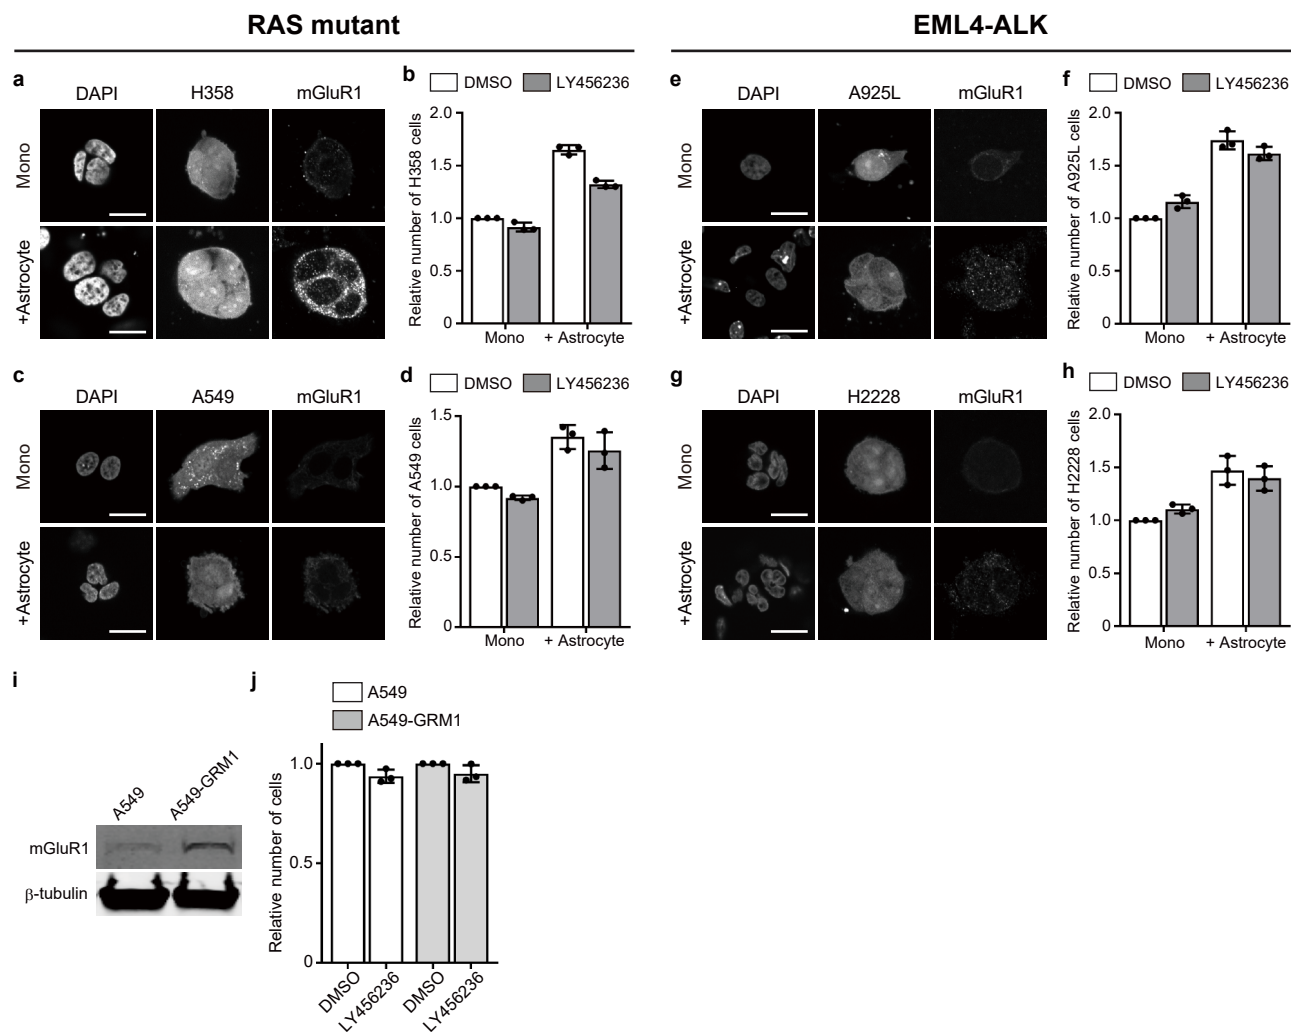 RAS mutant
EML4-ALK
a
DAPI
H358
mGluR1
Mono
+Astrocyte
b
DMSO
LY456236
Relative number of H358 cells
2.0
1.5
1.0
0.5
0
Mono
+ Astrocyte
e
DAPI
A925L
mGluR1
Mono
+Astrocyte
f
DMSO
LY456236
Relative number of A925L cells
2.0
1.5
1.0
0.5
0
Mono
+ Astrocyte
c
DAPI
A549
mGluR1
Mono
+Astrocyte
d
DMSO
LY456236
Relative number of A549 cells
1.5
1.0
0.5
0
Mono
+ Astrocyte
g
DAPI
H2228
mGluR1
Mono
+Astrocyte
h
DMSO
LY456236
Relative number of H2228 cells
2.0
1.5
1.0
0.5
0
Mono
+ Astrocyte
i
A549
A549-GRM1
mGluR1
β-tubulin
j
A549
A549-GRM1
Relative number of cells
1.0
0.5
0
DMSO
LY456236
DMSO
LY456236